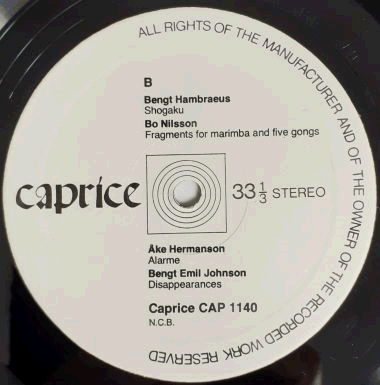 ALL RIGHTS OF THE MANUFACTURER AND OF THE OWNER OF THE RECORDED WORK RESERVED
B
Bengt Hambraeus
Shogaku
Bo Nilsson
Fragments for marimba and five gongs
caprice
33 1/3 STEREO
Åke Hermanson
Alarme
Bengt Emil Johnson
Disappearances
Caprice CAP 1140
N.C.B.